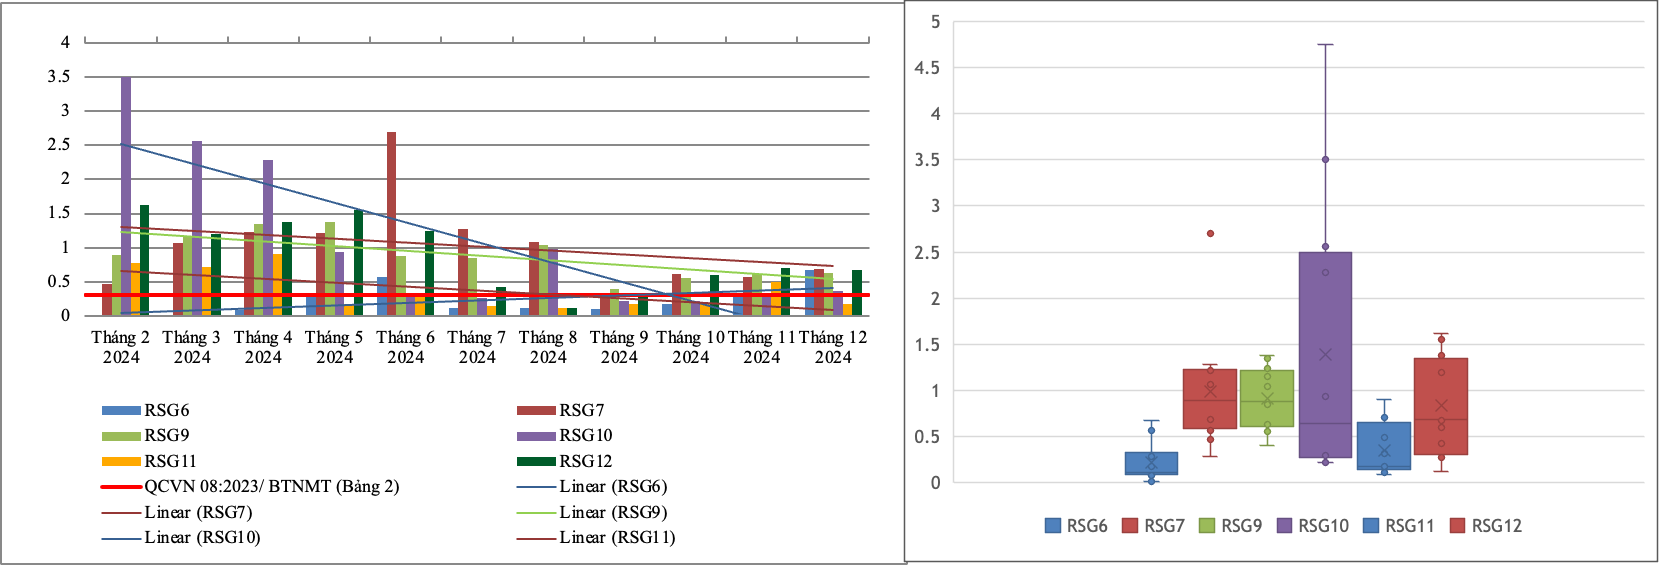 4
3.5
3
2.5
2
1.5
1
0.5
0
Tháng 2 Tháng 3 Tháng 4 Tháng 5 Tháng 6 Tháng 7 Tháng 8 Tháng 9 Tháng 10 Tháng 11 Tháng 12
2024 2024 2024 2024 2024 2024 2024 2024 2024 2024 2024
RSG6 RSG7
RSG9 RSG10
RSG11 RSG12
QCVN 08:2023/ BTNMT (Bảng 2) Linear (RSG6)
Linear (RSG7) Linear (RSG9)
Linear (RSG10) Linear (RSG11)
5
4.5
4
3.5
3
2.5
2
1.5
1
0.5
0
RSG6 RSG7 RSG9 RSG10 RSG11 RSG12